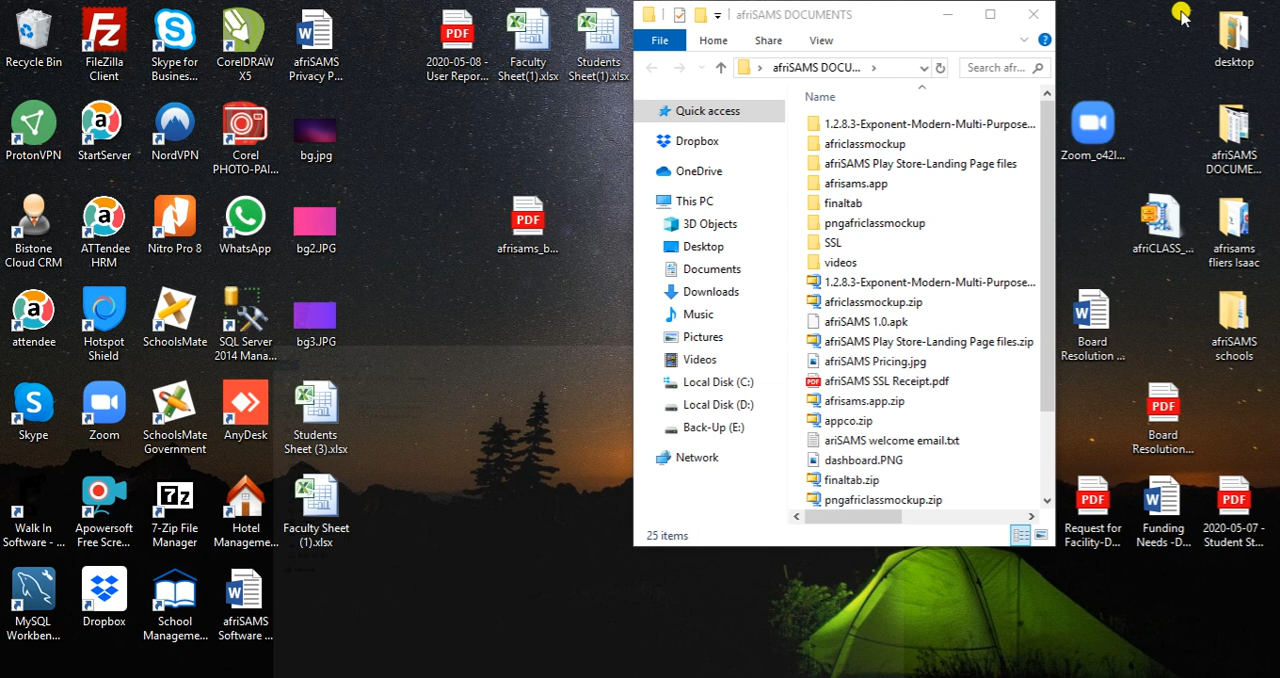 Recycle Bin
FileZilla
Client
Skype for
Busines...
CorelDRAW
X5
afriSAMS
Privacy P...
ProtonVPN
StartServer
NordVPN
Corel
PHOTO-PAI...
bg.jpg
Bistone
Cloud CRM
ATTendee
HRM
Nitro Pro 8
WhatsApp
bg2.JPG
attendee
Hotspot
Shield
SchoolsMate
SQL Server
2014 Mana...
bg3.JPG
Skype
Zoom
SchoolsMate
Government
AnyDesk
Students
Sheet (3).xlsx
Walk In
Software - ...
Apowersoft
Free Scre...
7-Zip File
Manager
Hotel
Manageme...
Faculty Sheet
(1).xlsx
MySQL
Workben...
Dropbox
School
Manageme...
afriSAMS
Software ...
PDF
2020-05-08 -
User Repor...
Faculty
Sheet(1).xlsx
Students
Sheet(1).xlsx
PDF
afrisams_b...
afriSAMS DOCUMENTS
File
Home
Share
View
afriSAMS DOCU...
Search afr...
Quick access
Dropbox
OneDrive
This PC
3D Objects
Desktop
Documents
Downloads
Music
Pictures
Videos
Local Disk (C:)
Local Disk (D:)
Back-Up (E:)
Network
Name
1.2.8.3-Exponent-Modern-Multi-Purpose...
africlassmockup
afriSAMS Play Store-Landing Page files
afrisams.app
finaltab
pngafriclassmockup
SSL
videos
1.2.8.3-Exponent-Modern-Multi-Purpose...
africlassmockup.zip
afriSAMS 1.0.apk
afriSAMS Play Store-Landing Page files.zip
afriSAMS Pricing.jpg
afriSAMS SSL Receipt.pdf
afrisams.app.zip
appco.zip
ariSAMS welcome email.txt
dashboard.PNG
finaltab.zip
pngafriclassmockup.zip
25 items
desktop
Zoom_o42l...
afriSAMS
DOCUME...
afriCLASS_...
afrisams
fliers Isaac
Board
Resolution ...
afriSAMS
schools
PDF
Board
Resolution...
PDF
Request for
Facility-D...
Funding
Needs -D...
PDF
2020-05-07 -
Student St...